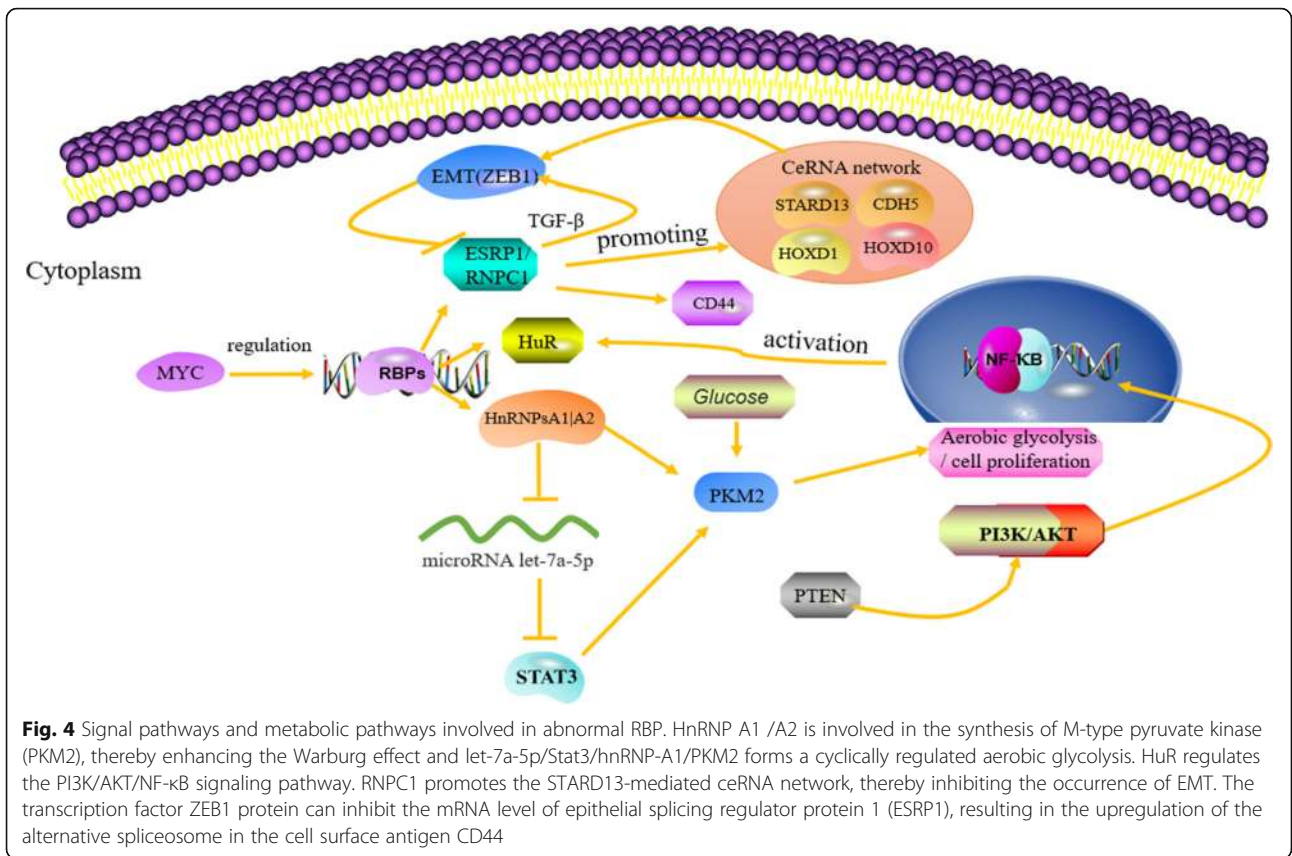 EMT(ZEB1)
TGF-β
CeRNA network
STARD13
CDH5
HOXD1
HOXD10
promoting
ESRP1/
RNPC1
Cytoplasm
CD44
HuR
activation
NF-KB
regulation
MYC
RBPs
HnRNPsA1|A2
Glucose
Aerobic glycolysis
/ cell proliferation
PKM2
PI3K/AKT
microRNA let-7a-5p
PTEN
STAT3
Fig. 4 Signal pathways and metabolic pathways involved in abnormal RBP. HnRNP A1 /A2 is involved in the synthesis of M-type pyruvate kinase
(PKM2), thereby enhancing the Warburg effect and let-7a-5p/Stat3/hnRNP-A1/PKM2 forms a cyclically regulated aerobic glycolysis. HuR regulates
the PI3K/AKT/NF-κB signaling pathway. RNPC1 promotes the STARD13-mediated ceRNA network, thereby inhibiting the occurrence of EMT. The
transcription factor ZEB1 protein can inhibit the mRNA level of epithelial splicing regulator protein 1 (ESRP1), resulting in the upregulation of the
alternative spliceosome in the cell surface antigen CD44